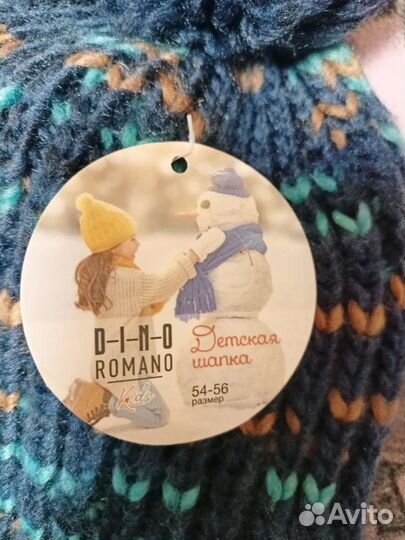 D-I-N-O
ROMANO
Kids
Детская
шапка
54-56
размер
Avito